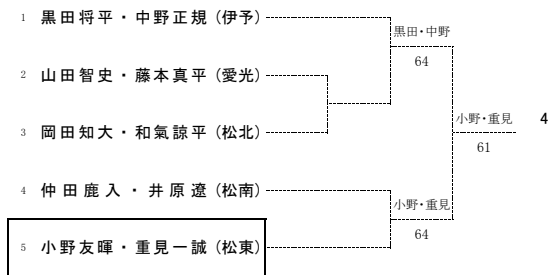 1 黒田将平・中野正規 (伊予)
黒田・中野
64
2 山田智史・藤本真平 (愛光)
小野・重見 4
61
3 岡田知大・和氣諒平 (松北)
4 仲田鹿入・井原遼 (松南)
小野・重見
64
5 小野友暉・重見一誠 (松東)